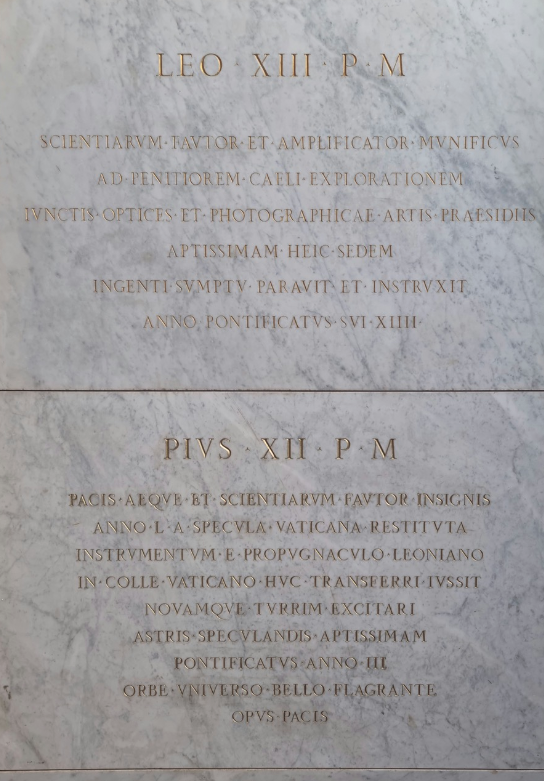 LEO · XIII · P · M
SCIENTIARVM · FAVTOR · ET · AMPLIFICATOR · MVNIFICVS
AD · PENITIOREM · CAELI · EXPLORATIONEM
IVNCTIS · OPTICES · ET · PHOTOGRAPHICAE · ARTIS · PRAESIDIIS
APTISSIMAM · HEIC · SEDEM
INGENTI · SVMPTV · PARAVIT · ET · INSTRVXIT
ANNO · PONTIFICATVS · SVI · XIIII
PIVS · XII · P · M
PACIS · AEQVE · ET · SCIENTIARVM · FAVTOR · INSIGNIS
ANNO · L · A · SPECVLA · VATICANA · RESTITVTA
INSTRVMENTVM · E · PROPVGNACVLO · LEONIANO
IN · COLLE · VATICANO · HVC · TRANSFERRI · IVSSIT
NOVAMQVE · TVRRIM · EXCITARI
ASTRIS · SPECVLANDIS · APTISSIMAM
PONTIFICATVS · ANNO · III
ORBE · VNIVERSO · BELLO · FLAGRANTE
OPVS · PACIS